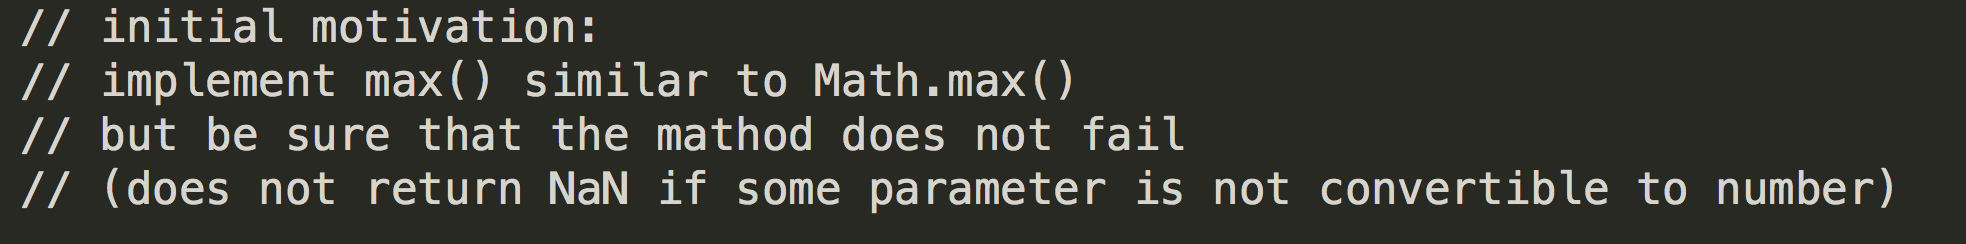 // initial motivation:
// implement max() similar to Math.max()
// but be sure that the mathod does not fail
// (does not return NaN if some parameter is not convertible to number)